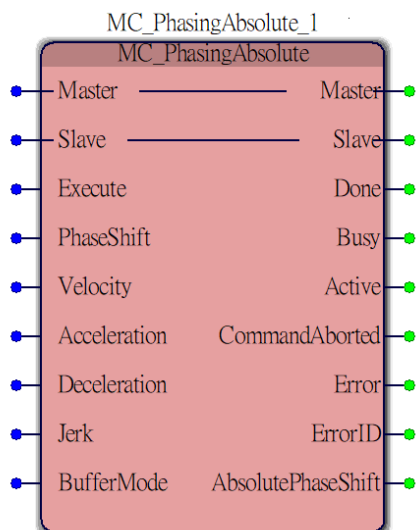 MC_PhasingAbsolute_1
MC_PhasingAbsolute
Master Master
Slave Slave
Execute Done
PhaseShift Busy
Velocity Active
Acceleration CommandAborted
Deceleration Error
Jerk ErrorID
BufferMode AbsolutePhaseShift